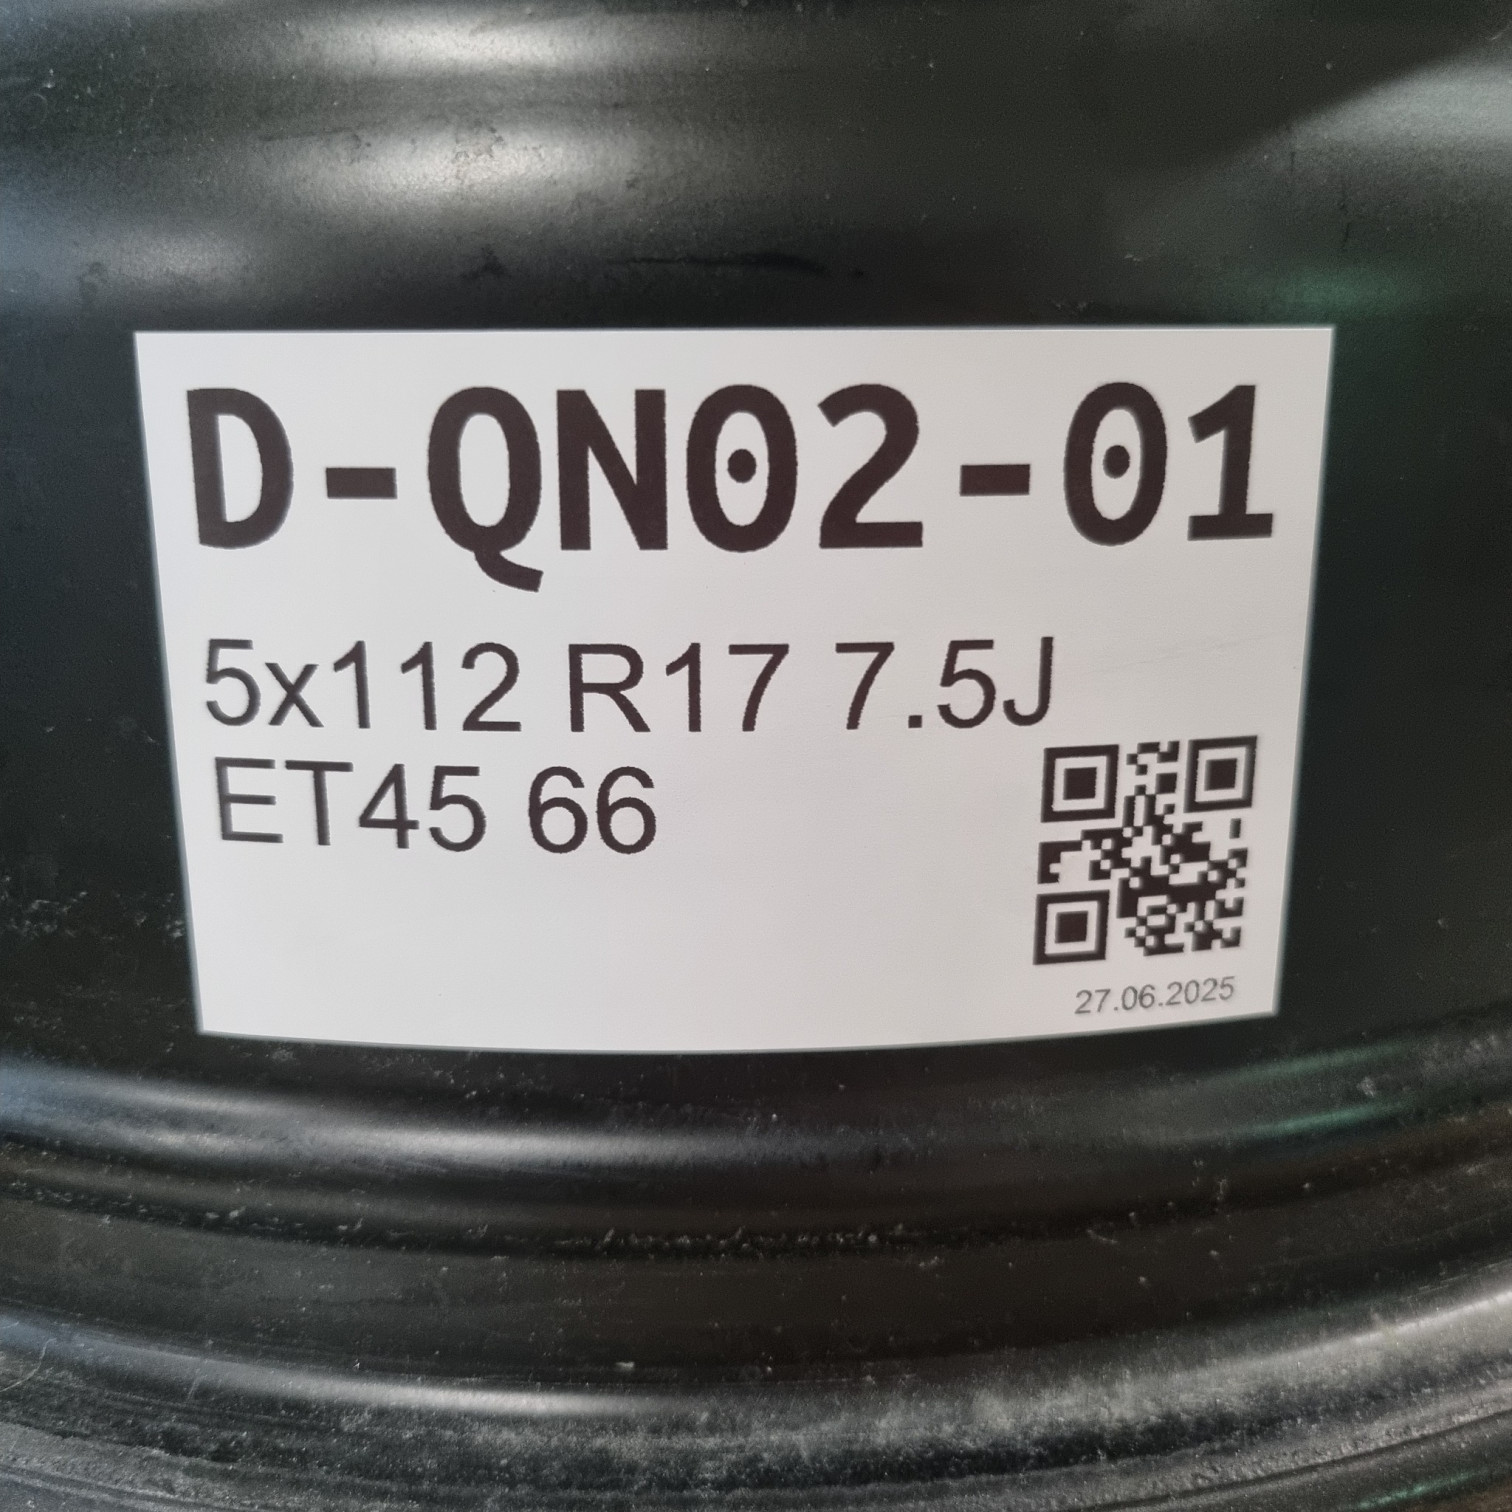 D-QN02-01
5x112 R17 7.5J
ET45 66
27.06.2025